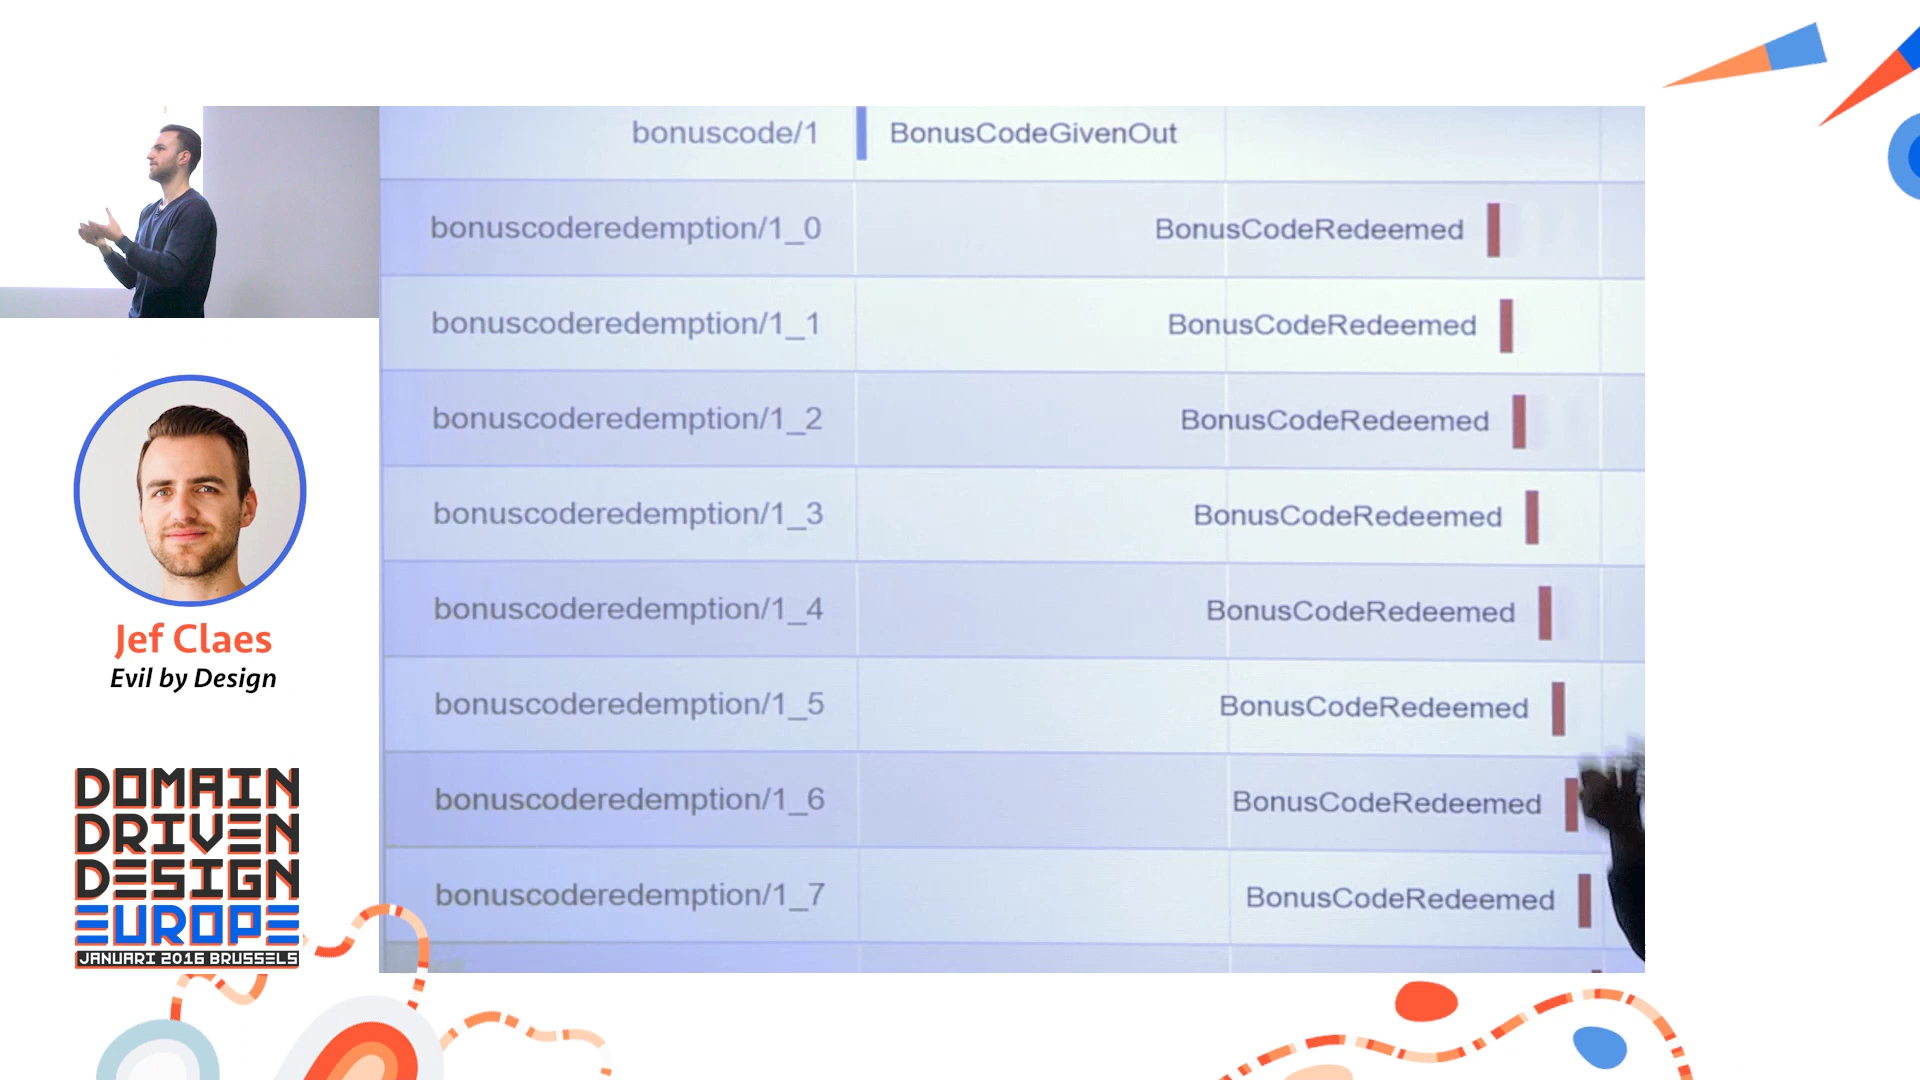 bonuscode/1 BonusCodeGivenOut
bonuscoderedemption/1_0 BonusCodeRedeemed
bonuscoderedemption/1_1 BonusCodeRedeemed
bonuscoderedemption/1_2 BonusCodeRedeemed
bonuscoderedemption/1_3 BonusCodeRedeemed
bonuscoderedemption/1_4 BonusCodeRedeemed
bonuscoderedemption/1_5 BonusCodeRedeemed
bonuscoderedemption/1_6 BonusCodeRedeemed
bonuscoderedemption/1_7 BonusCodeRedeemed
Jef Claes
Evil by Design
DOMAIN
DRIVEN
DESIGN
EUROPE
JANUARI 2016 BRUSSELS